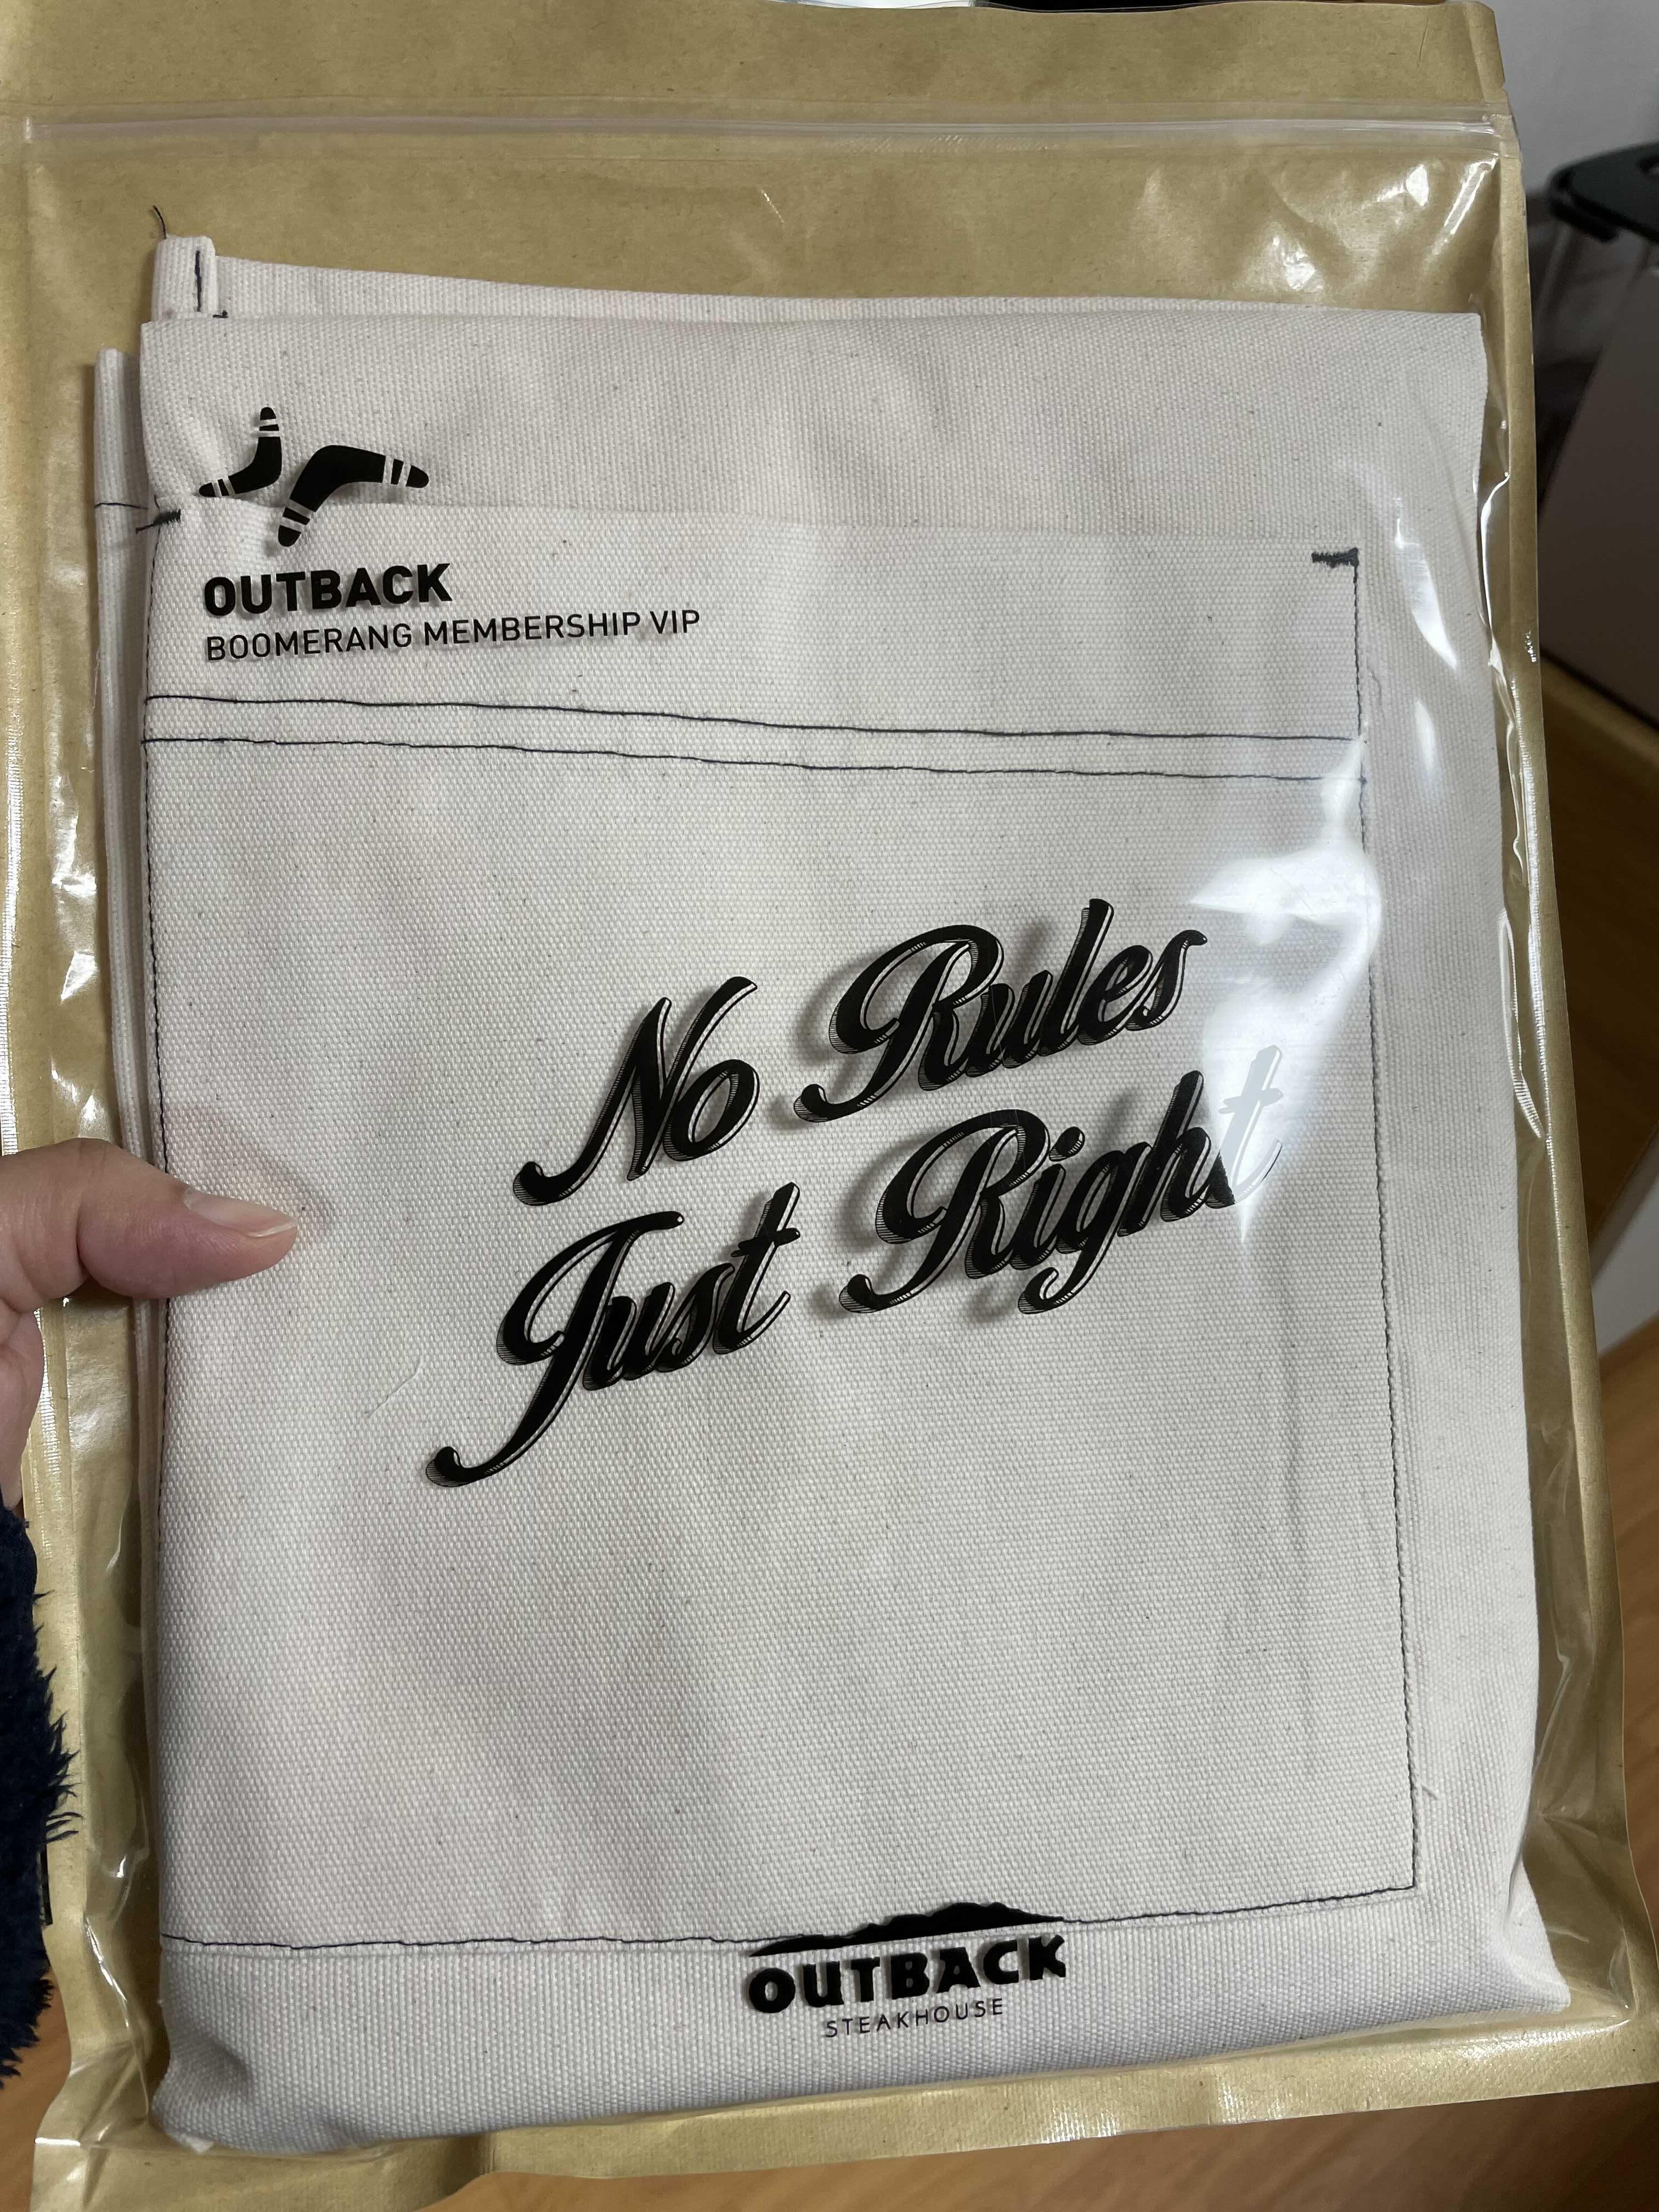 OUTBACK
BOOMERANG MEMBERSHIP VIP
No Rules
Just Right
OUTBACK
STEAKHOUSE